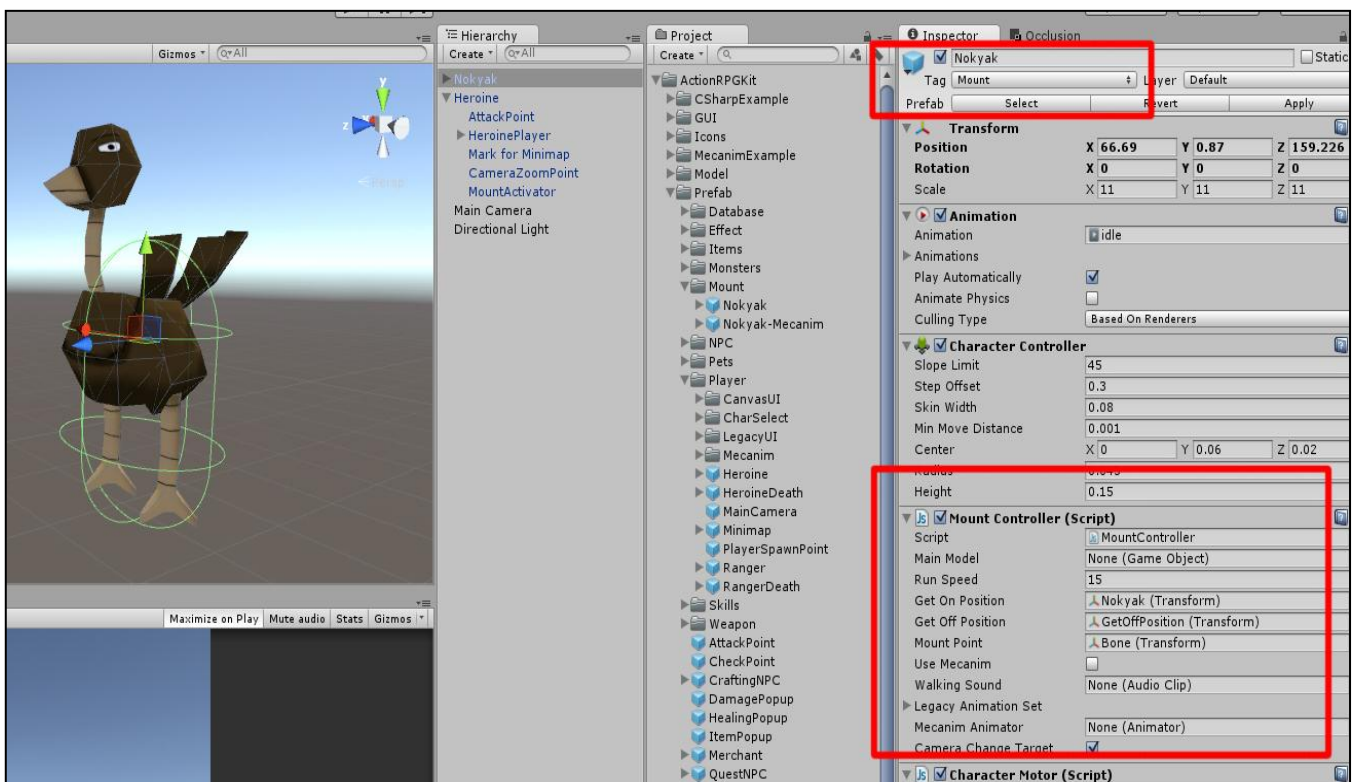 Gizmos All
Hierarchy
Create All
Nokyak
Heroine
AttackPoint
HeroinePlayer
Mark for Minimap
CameraZoomPoint
MountActivator
Main Camera
Directional Light
y
z
Persp
Maximize on Play Mute audio Stats Gizmos
Project
Create
ActionRPGKit
CSharpExample
GUI
Icons
MecanimExample
Model
Prefab
Database
Effect
Items
Monsters
Mount
Nokyak
Nokyak-Mecanim
NPC
Pets
Player
CanvasUI
CharSelect
LegacyUI
Mecanim
Heroine
HeroineDeath
MainCamera
Minimap
PlayerSpawnPoint
Ranger
RangerDeath
Skills
Weapon
AttackPoint
CheckPoint
CraftingNPC
DamagePopup
HealingPopup
ItemPopup
Merchant
QuestNPC
Inspector Occlusion
Nokyak Static
Tag Mount Layer Default
Prefab Select Revert Apply
Transform
Position X 66.69 Y 0.87 Z 159.226
Rotation X 0 Y 0 Z 0
Scale X 11 Y 11 Z 11
Animation
Animation idle
Animations
Play Automatically
Animate Physics
Culling Type Based On Renderers
Character Controller
Slope Limit 45
Step Offset 0.3
Skin Width 0.08
Min Move Distance 0.001
Center X 0 Y 0.06 Z 0.02
Radius
Height 0.15
Mount Controller (Script)
Script MountController
Main Model None (Game Object)
Run Speed 15
Get On Position Nokyak (Transform)
Get Off Position GetOffPosition (Transform)
Mount Point Bone (Transform)
Use Mecanim
Walking Sound None (Audio Clip)
Legacy Animation Set
Mecanim Animator None (Animator)
Camera Change Target
Character Motor (Script)